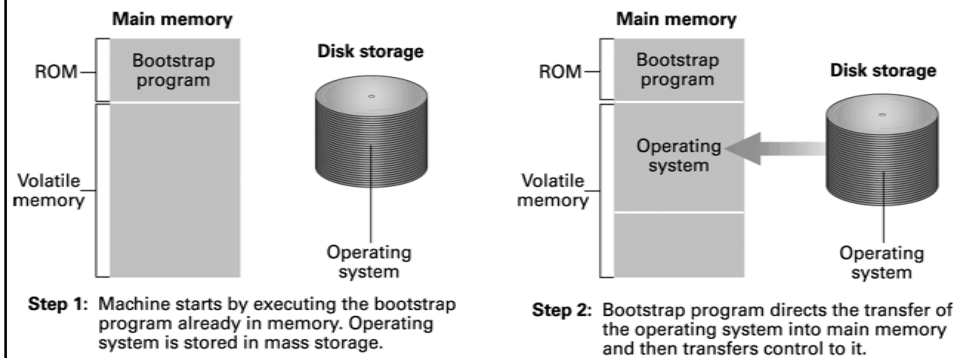 Main memory
ROM
Bootstrap
program
Disk storage
Volatile
memory
Operating
system
Step 1: Machine starts by executing the bootstrap
program already in memory. Operating
system is stored in mass storage.
Main memory
ROM
Bootstrap
program
Disk storage
Operating
system
Volatile
memory
Operating
system
Step 2: Bootstrap program directs the transfer of
the operating system into main memory
and then transfers control to it.